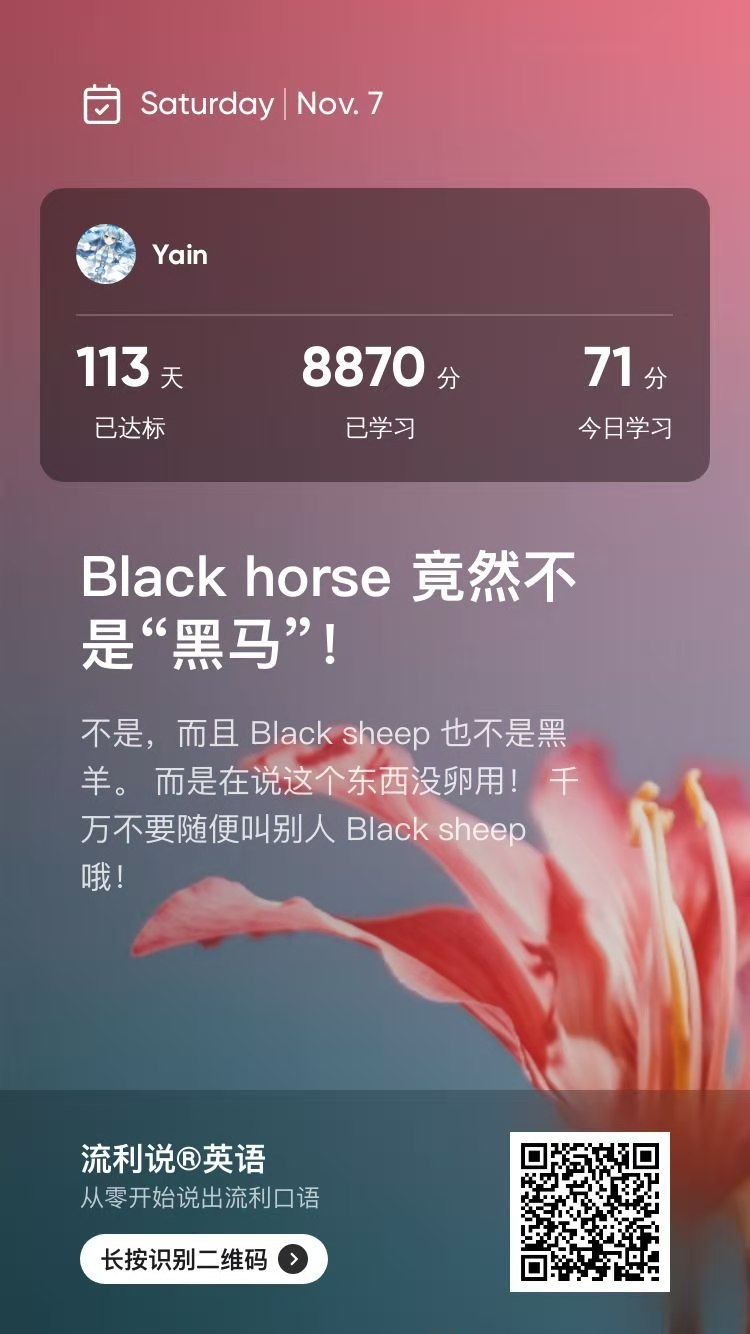 Saturday | Nov. 7
Yain
113 天 8870 分 71 分
已达标 已学习 今日学习
Black horse 竟然不
是“黑马”！
不是，而且 Black sheep 也不是黑
羊。 而是在说这个东西没卵用！ 千
万不要随便叫别人 Black sheep
哦！
流利说®英语
从零开始说出流利口语
长按识别二维码